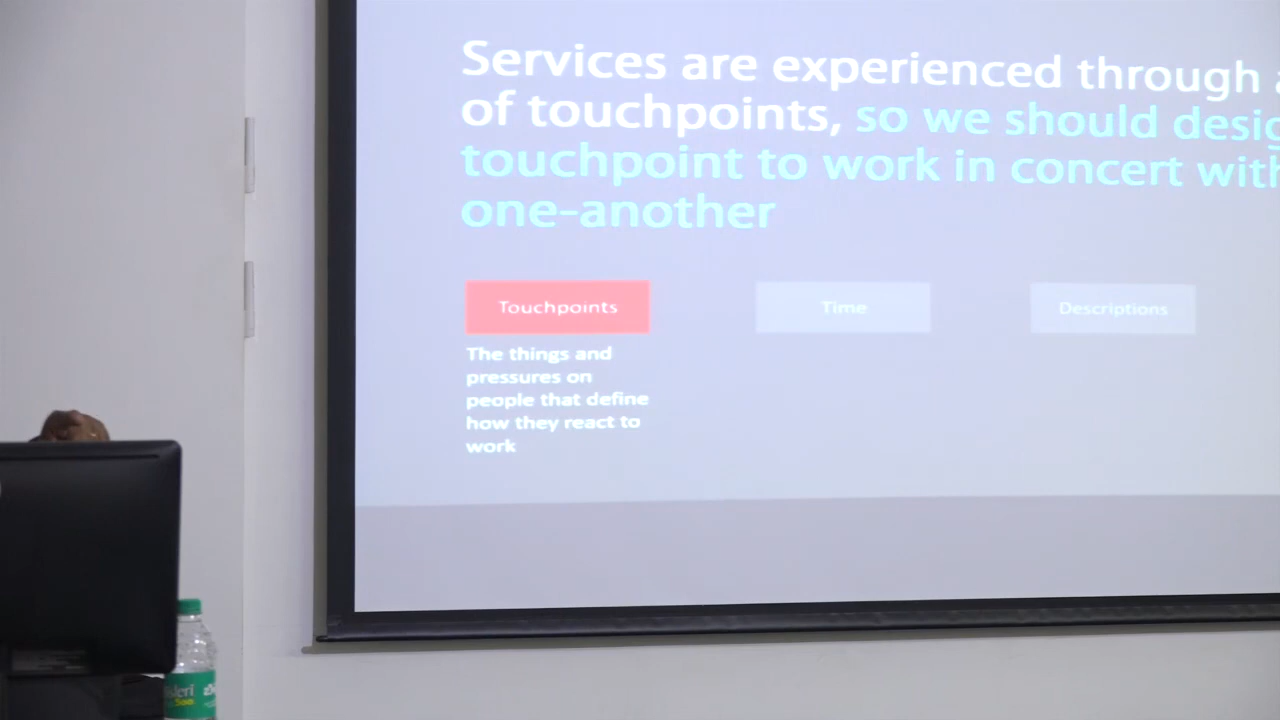 Services are experienced through a
of touchpoints, so we should desig
touchpoint to work in concert with
one-another
Touchpoints
Time
Descriptions
The things and
pressures on
people that define
how they react to
work